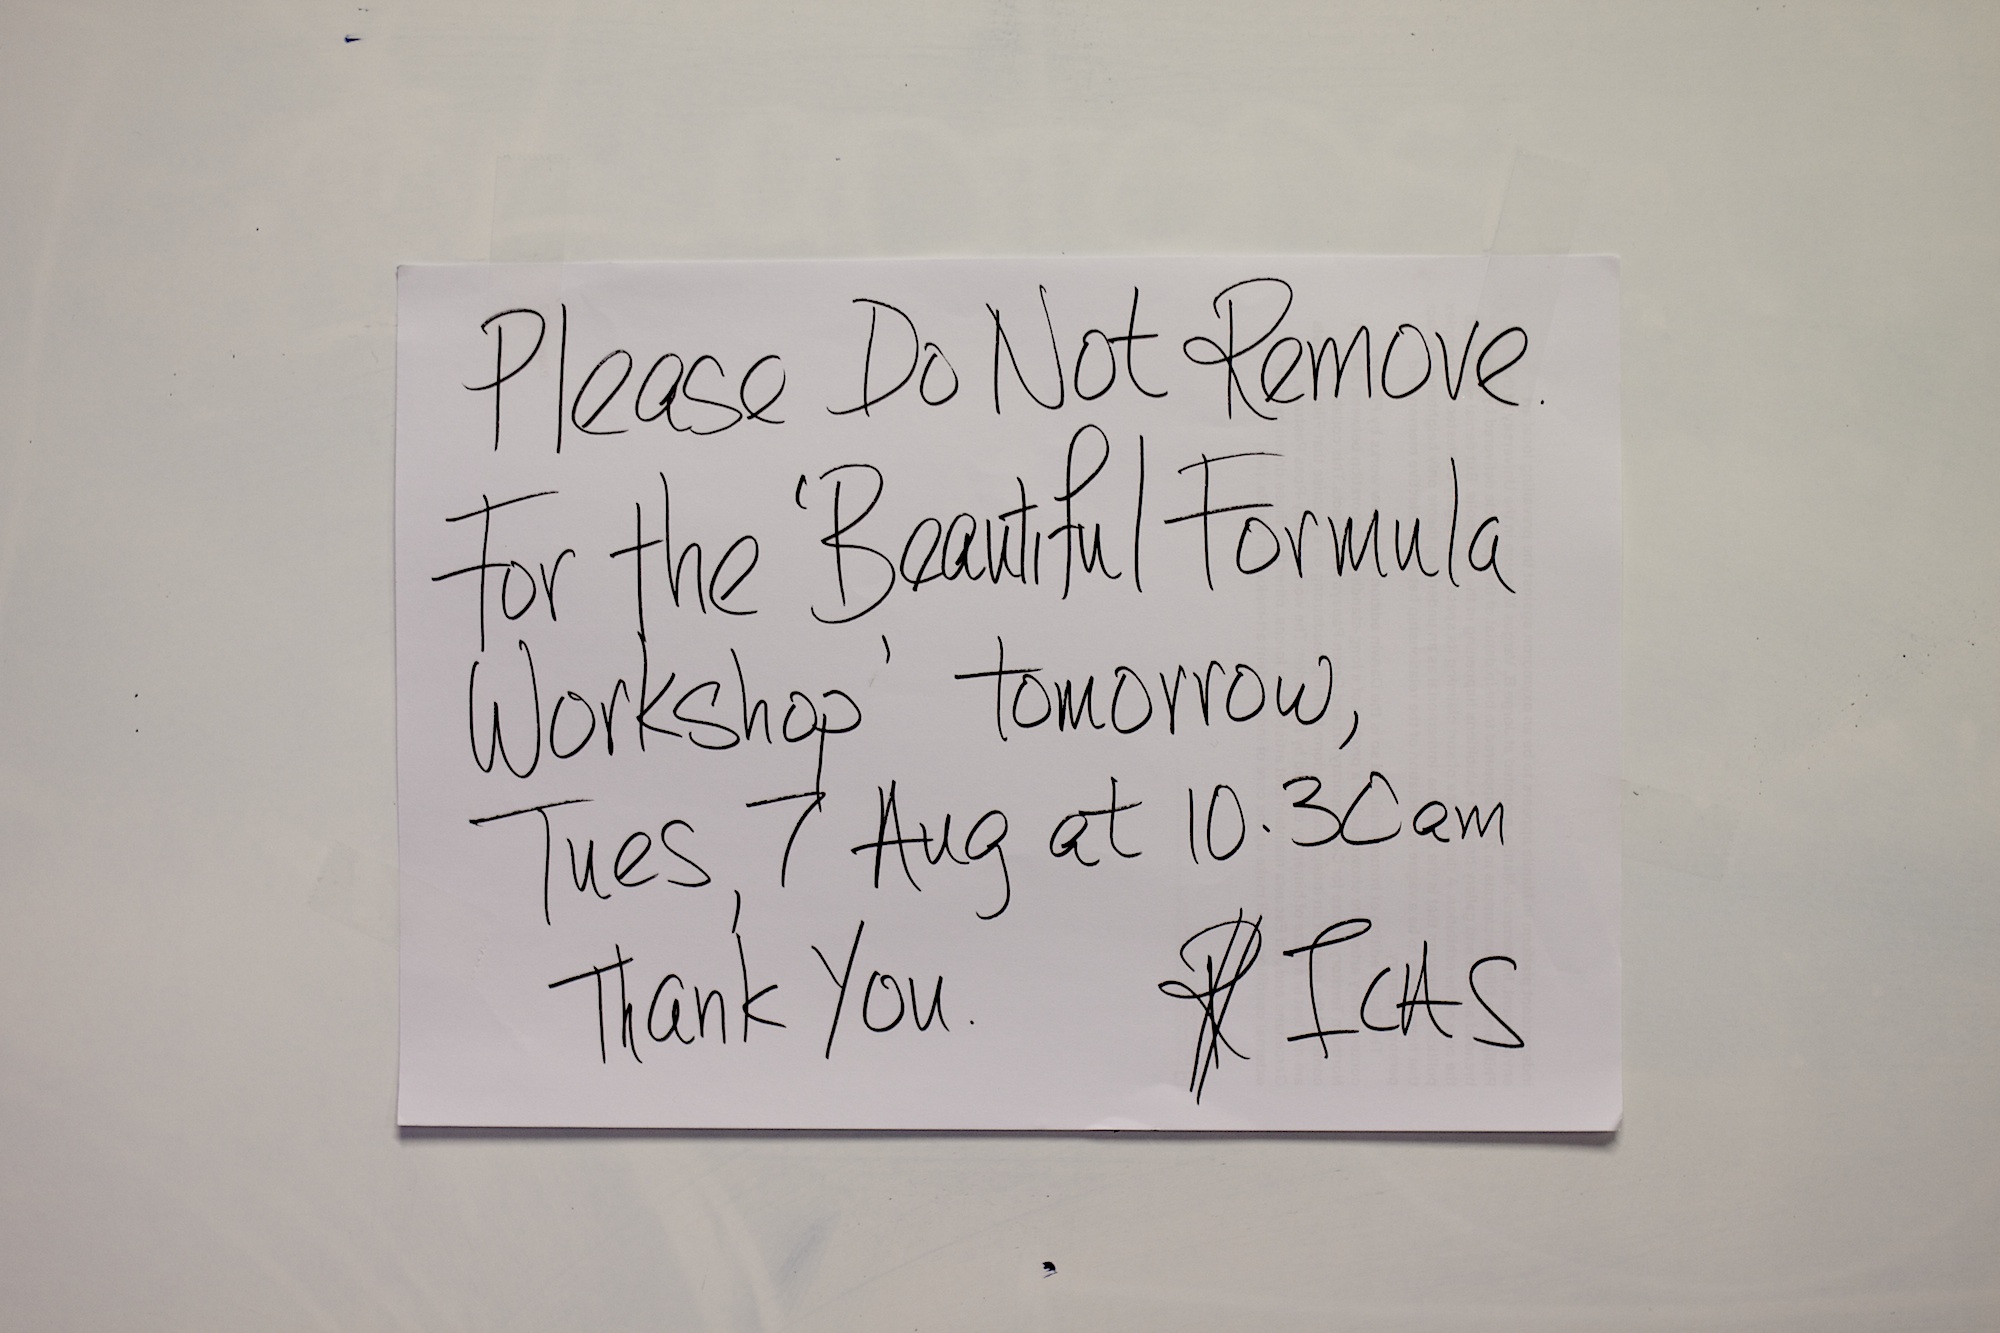 Please Do Not Remove.
For the 'Beautiful Formula
Workshop' tomorrow,
Tues, 7 Aug at 10.30am
Thank You. ICAS